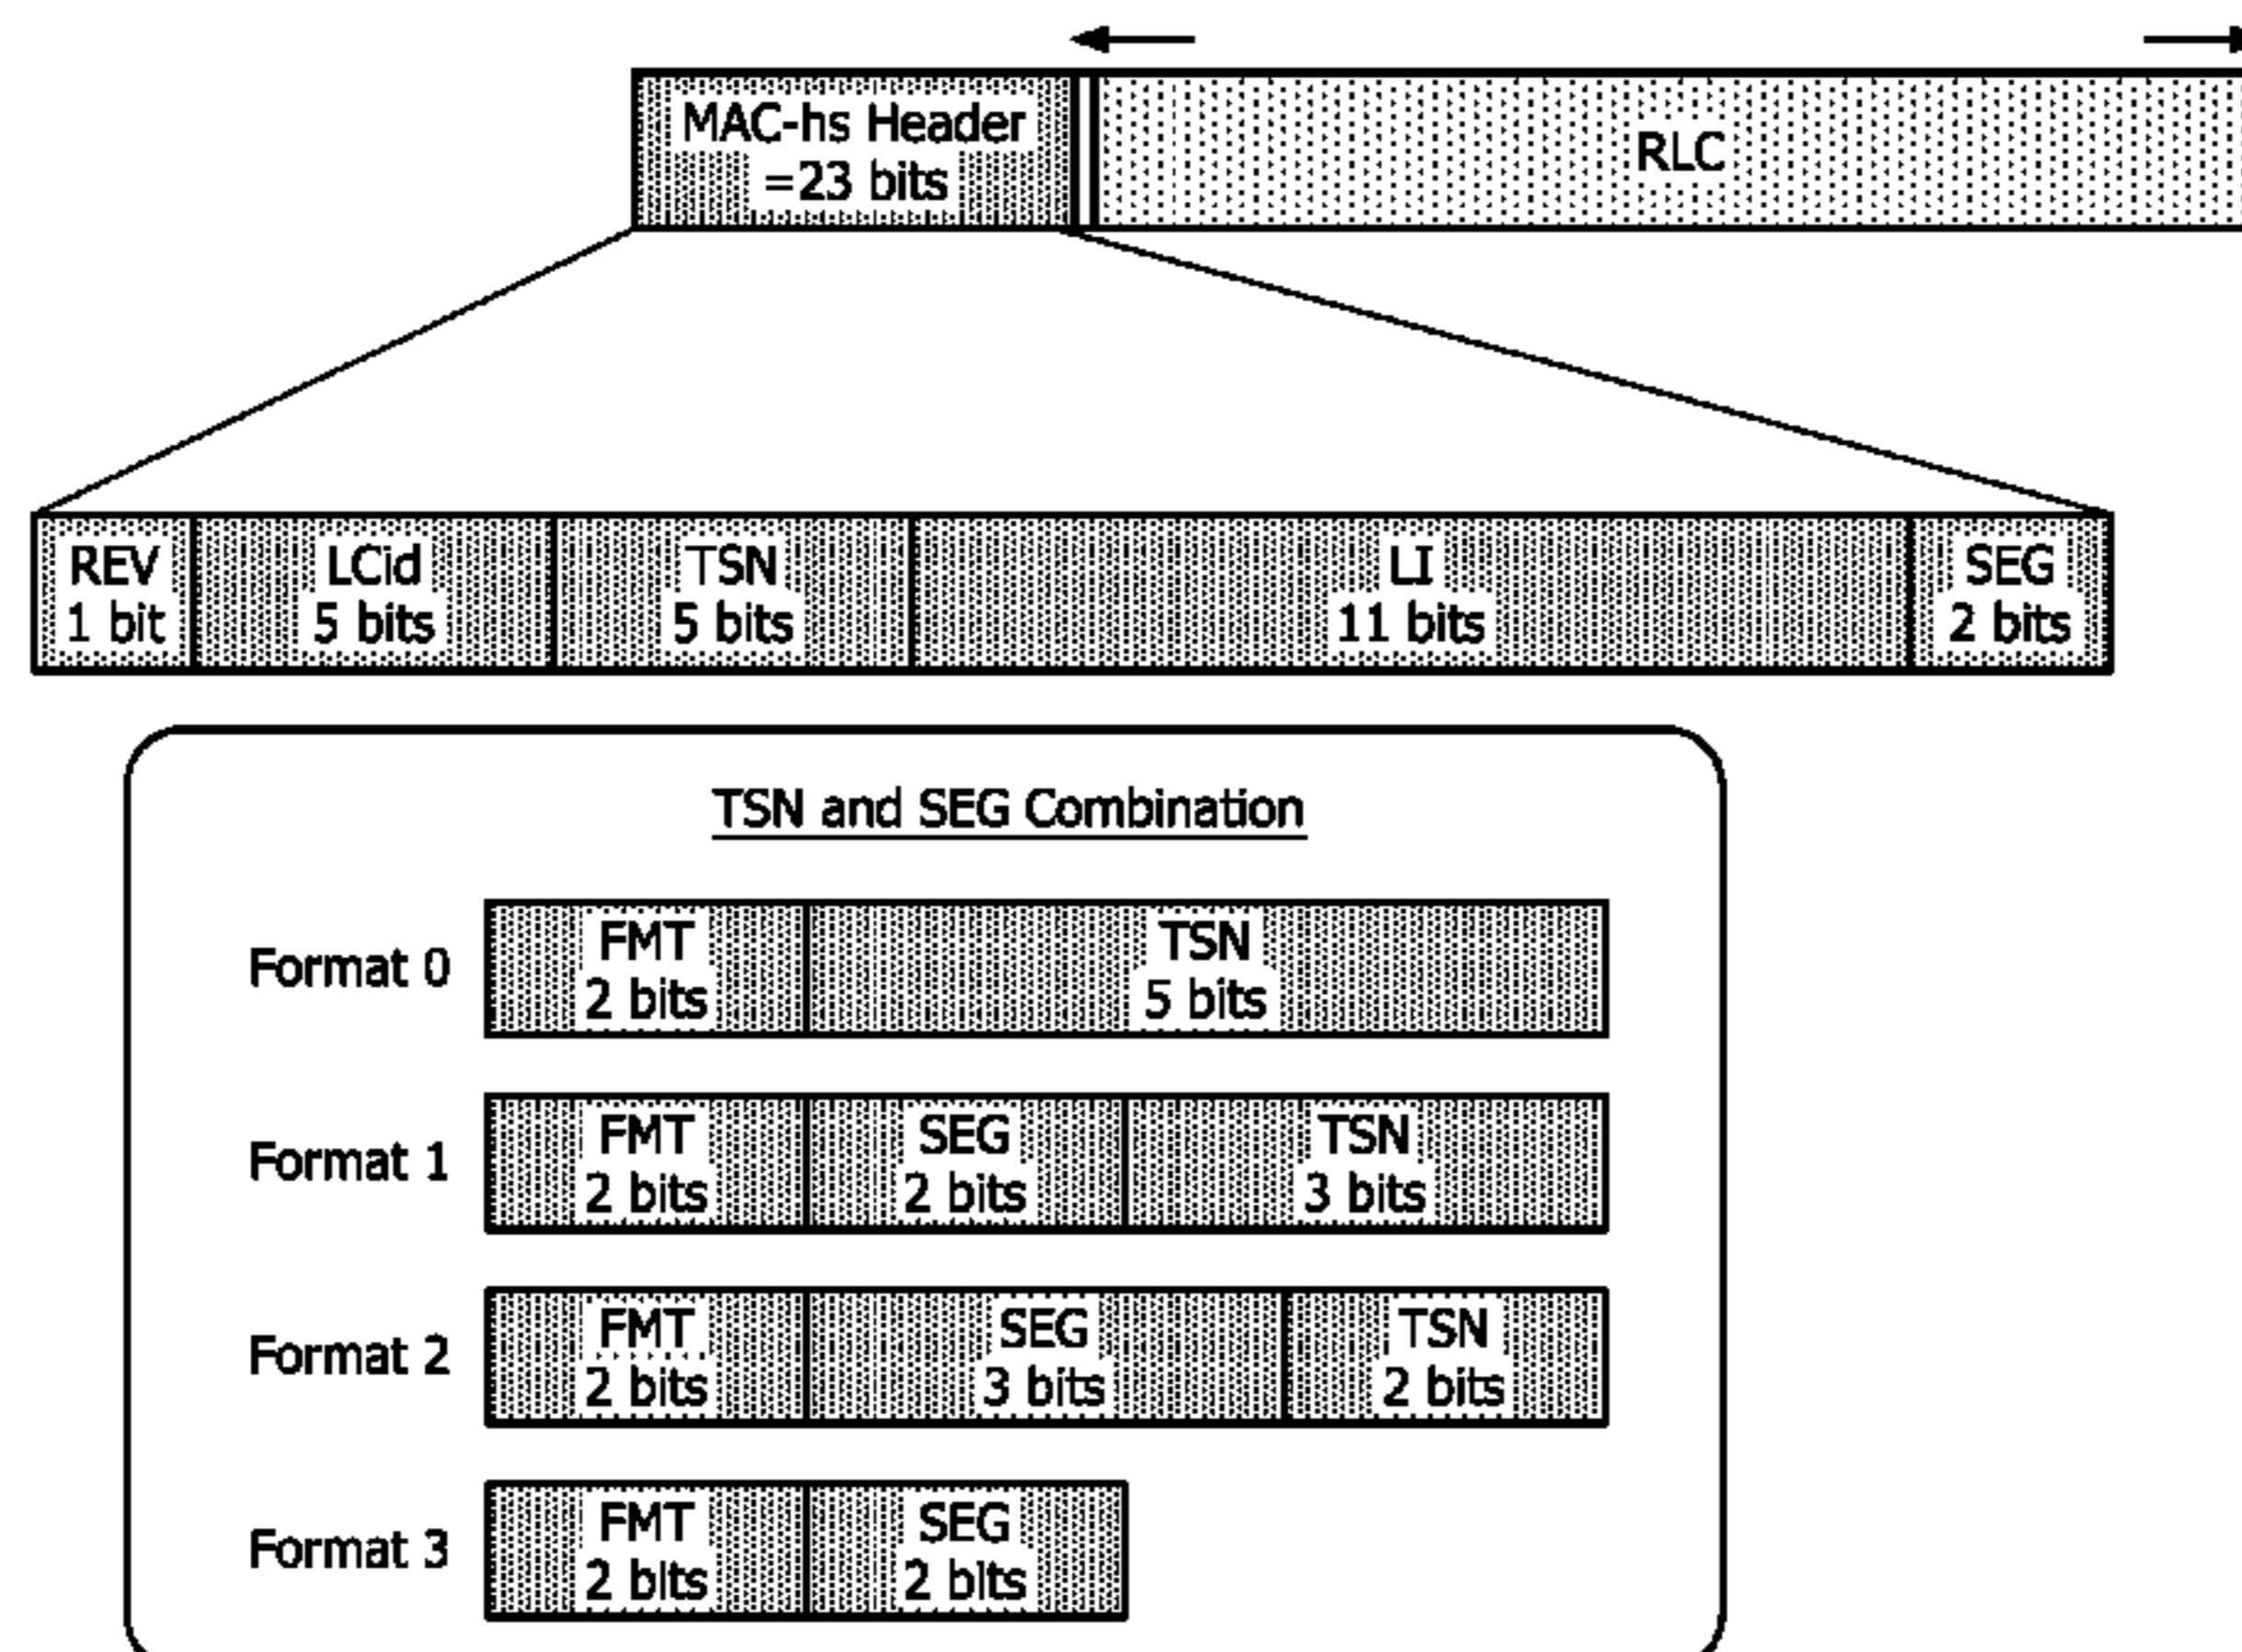 MAC-hs Header
=23 bits
RLC
REV
1 bit
LCid
5 bits
TSN
5 bits
LI
11 bits
SEG
2 bits
TSN and SEG Combination
Format 0
FMT
2 bits
TSN
5 bits
Format 1
FMT
2 bits
SEG
2 bits
TSN
3 bits
Format 2
FMT
2 bits
SEG
3 bits
TSN
2 bits
Format 3
FMT
2 bits
SEG
2 bits